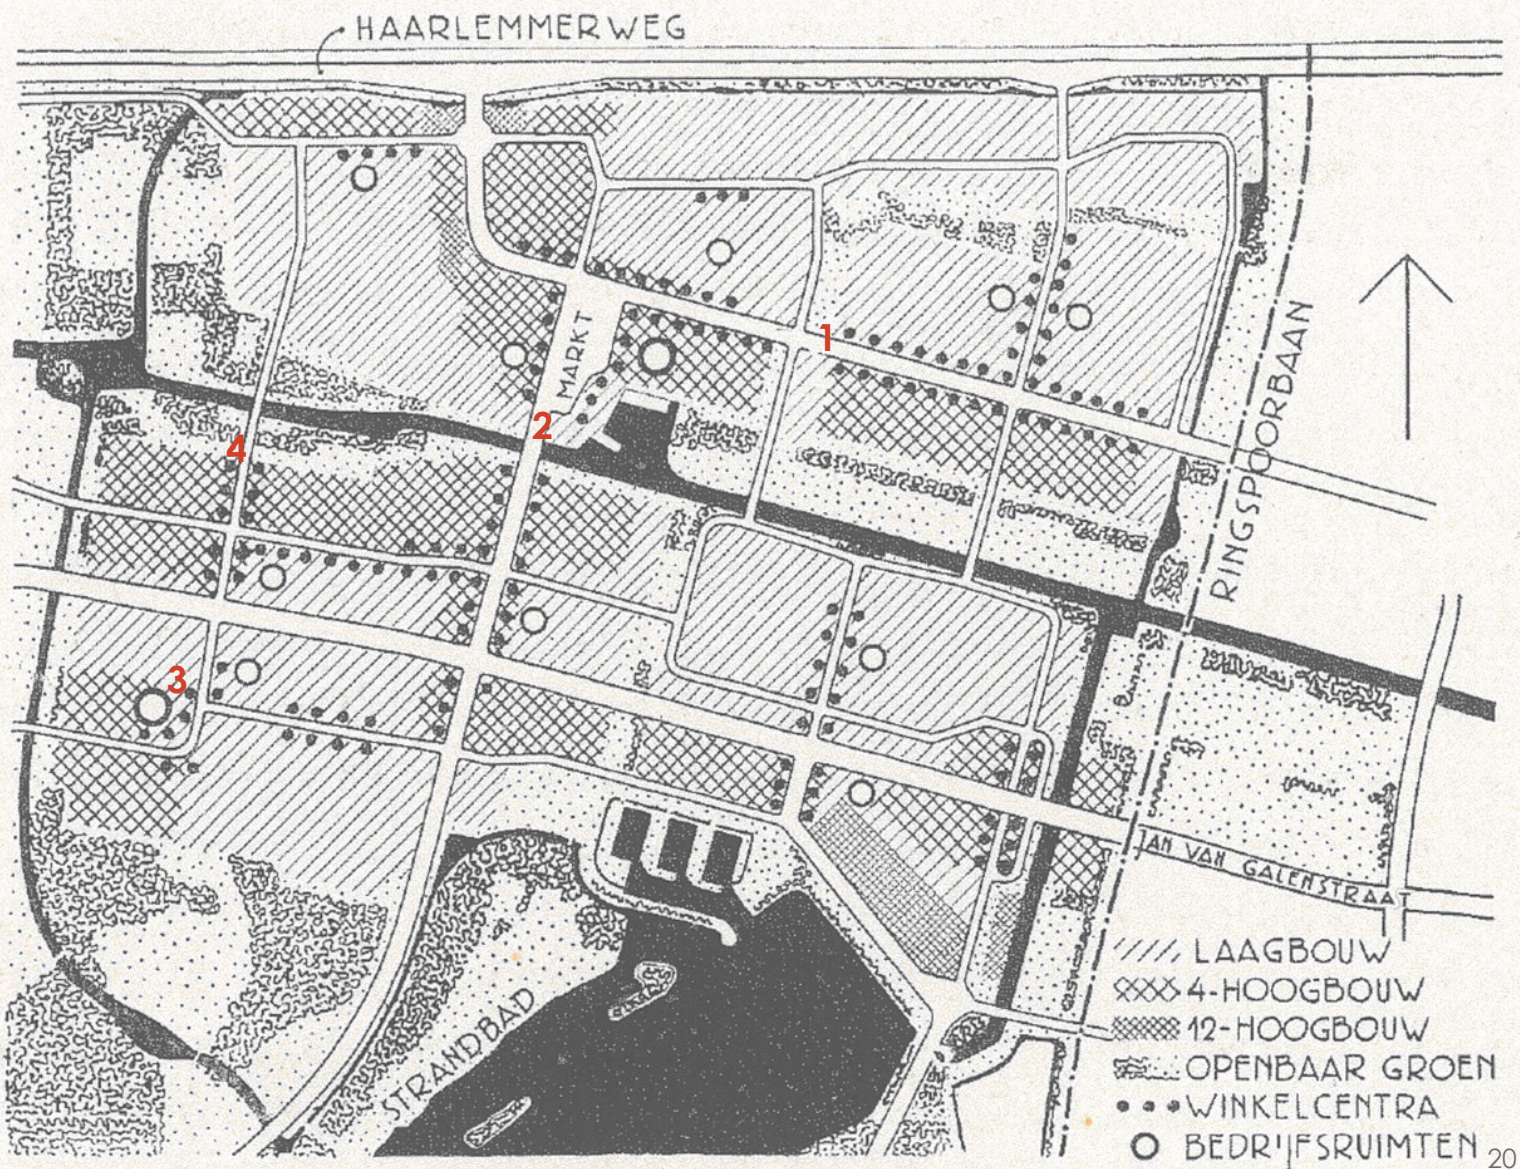 HAARLEMMERWEG
MARKT
1
2
3
4
RINGSPOORBAAN
JAN VAN GALENSTRAAT
STRANDBAD
LAAGBOUW
4-HOOGBOUW
12-HOOGBOUW
OPENBAAR GROEN
WINKELCENTRA
BEDRIJFSRUIMTEN
20